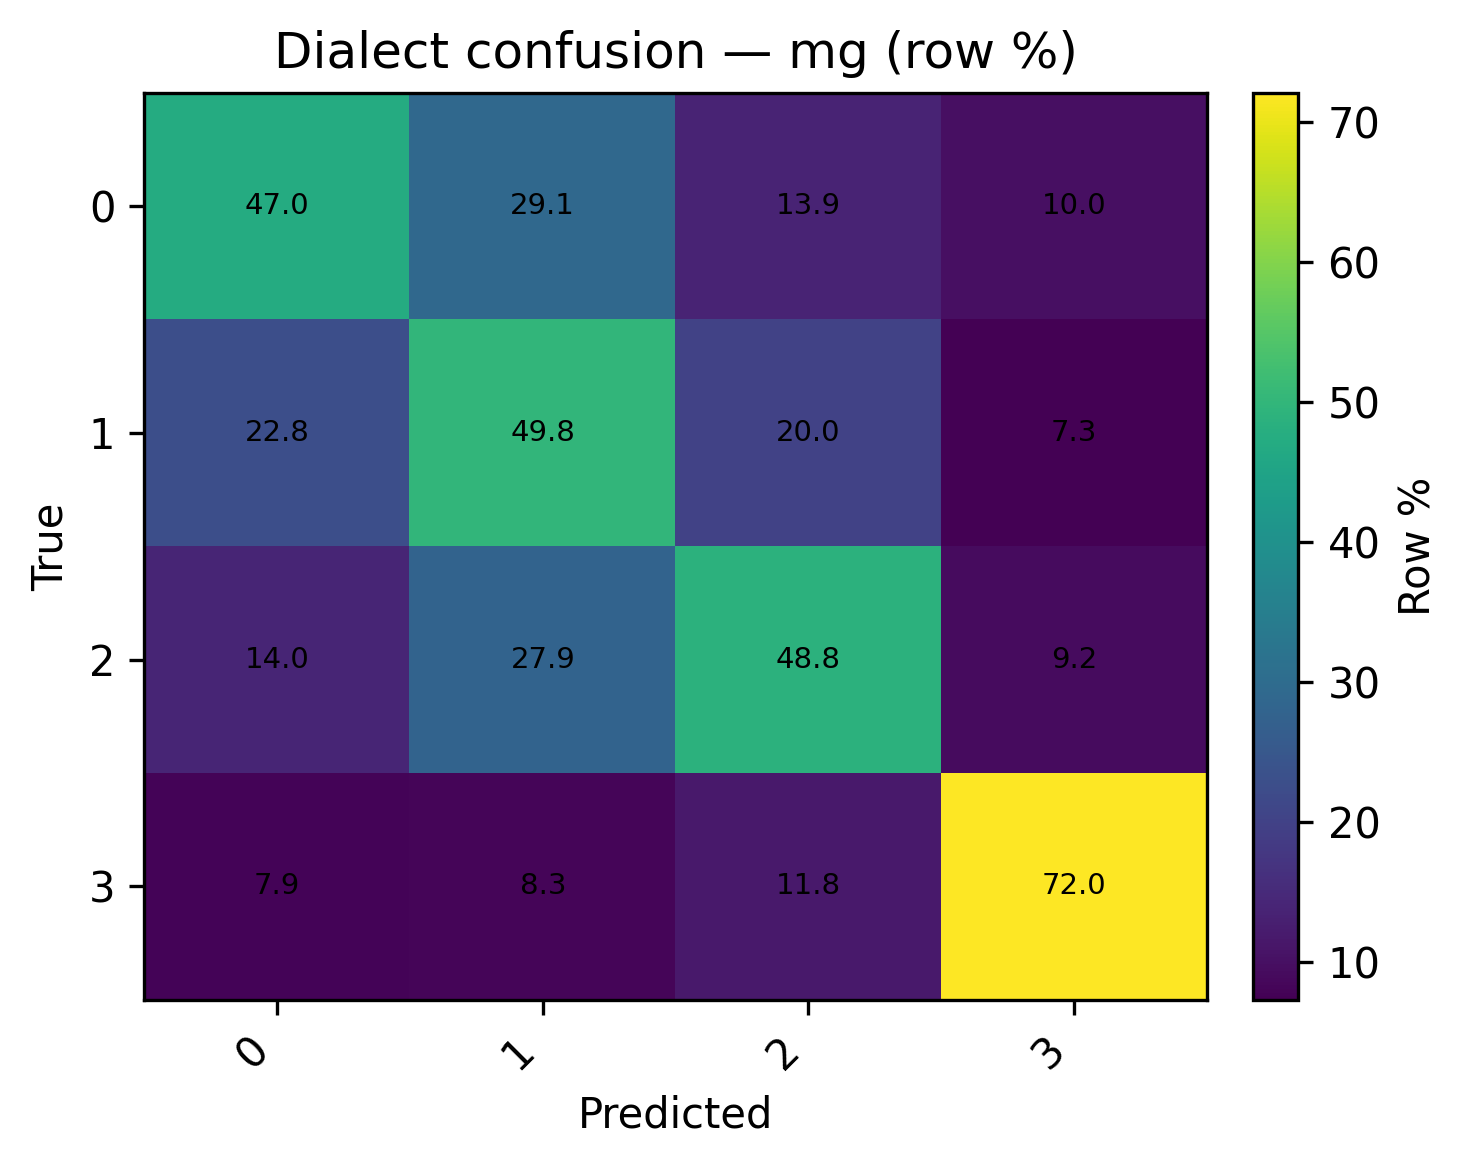 Dialect confusion — mg (row %)
0 47.0 29.1 13.9 10.0
1 22.8 49.8 20.0 7.3
2 14.0 27.9 48.8 9.2
3 7.9 8.3 11.8 72.0
0 1 2 3
True
Predicted
70
60
50
40
30
20
10
Row %